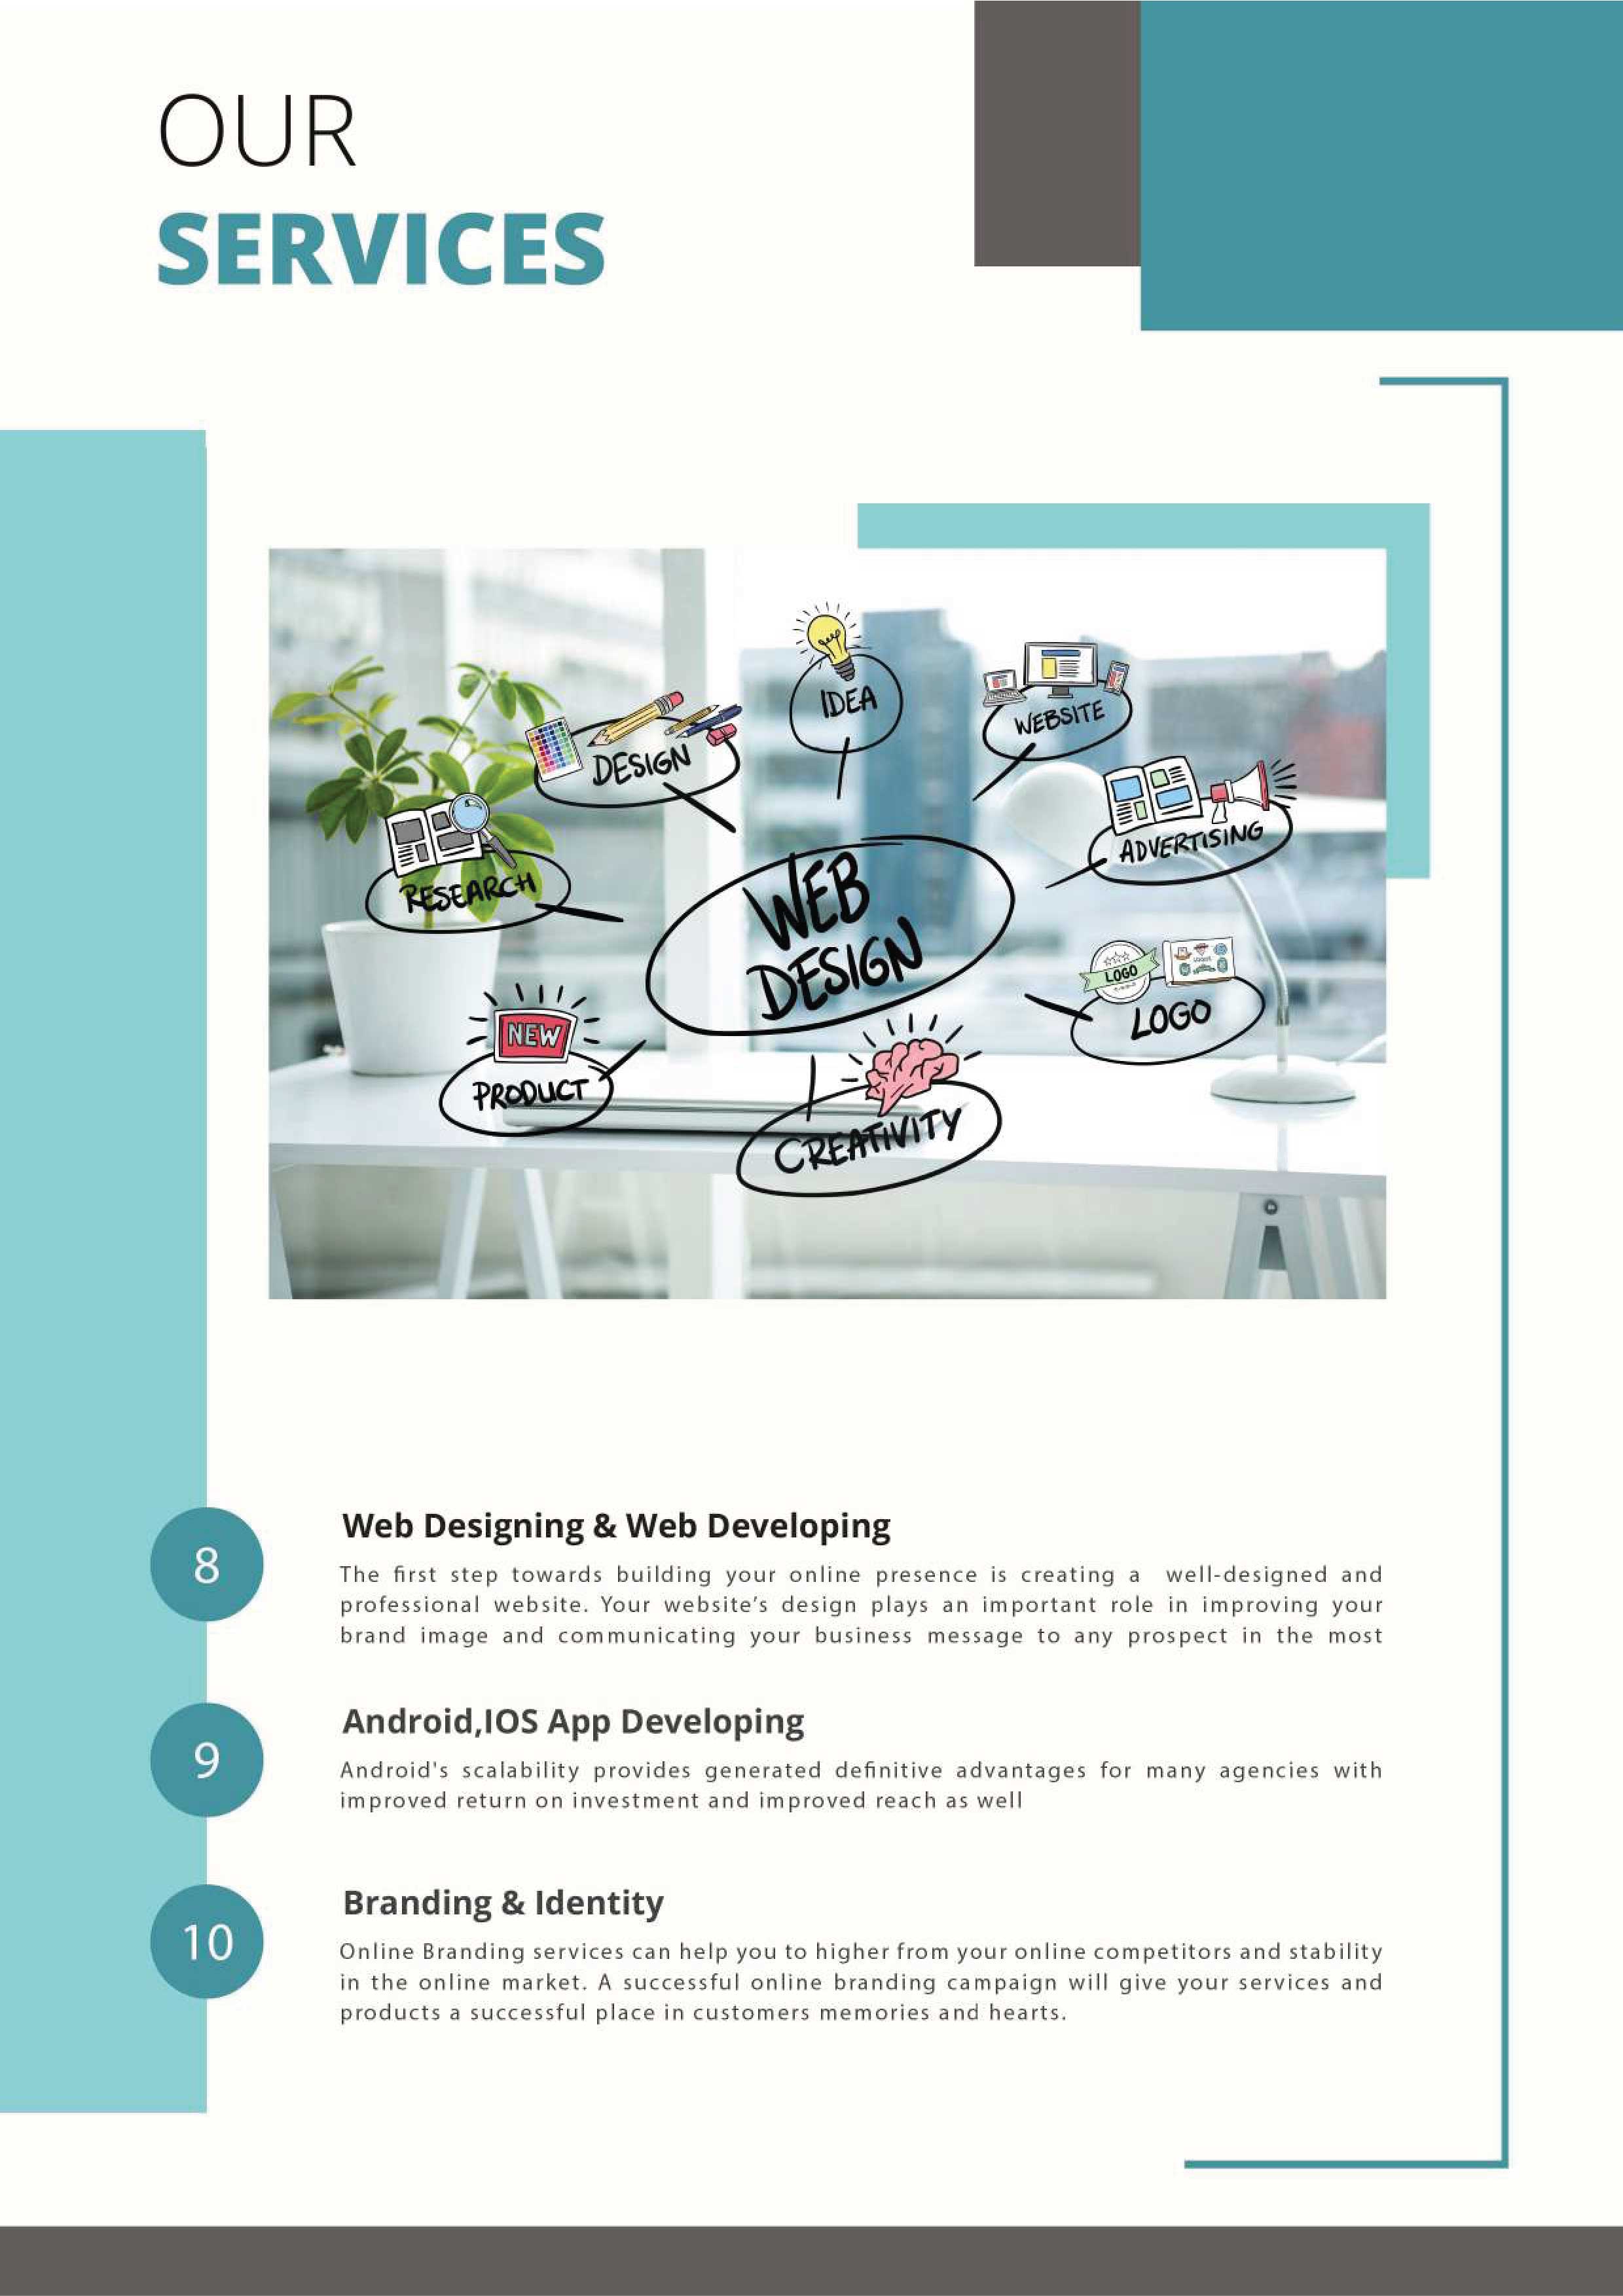 OUR
SERVICES
IDEA
WEBSITE
DESIGN
ADVERTISING
RESEARCH
WEB
DESIGN
LOGO
LOGO
NEW
PRODUCT
CREATIVITY
8
Web Designing & Web Developing
The first step towards building your online presence is creating a well-designed and
professional website. Your website’s design plays an important role in improving your
brand image and communicating your business message to any prospect in the most
9
Android,IOS App Developing
Android's scalability provides generated definitive advantages for many agencies with
improved return on investment and improved reach as well
10
Branding & Identity
Online Branding services can help you to higher from your online competitors and stability
in the online market. A successful online branding campaign will give your services and
products a successful place in customers memories and hearts.